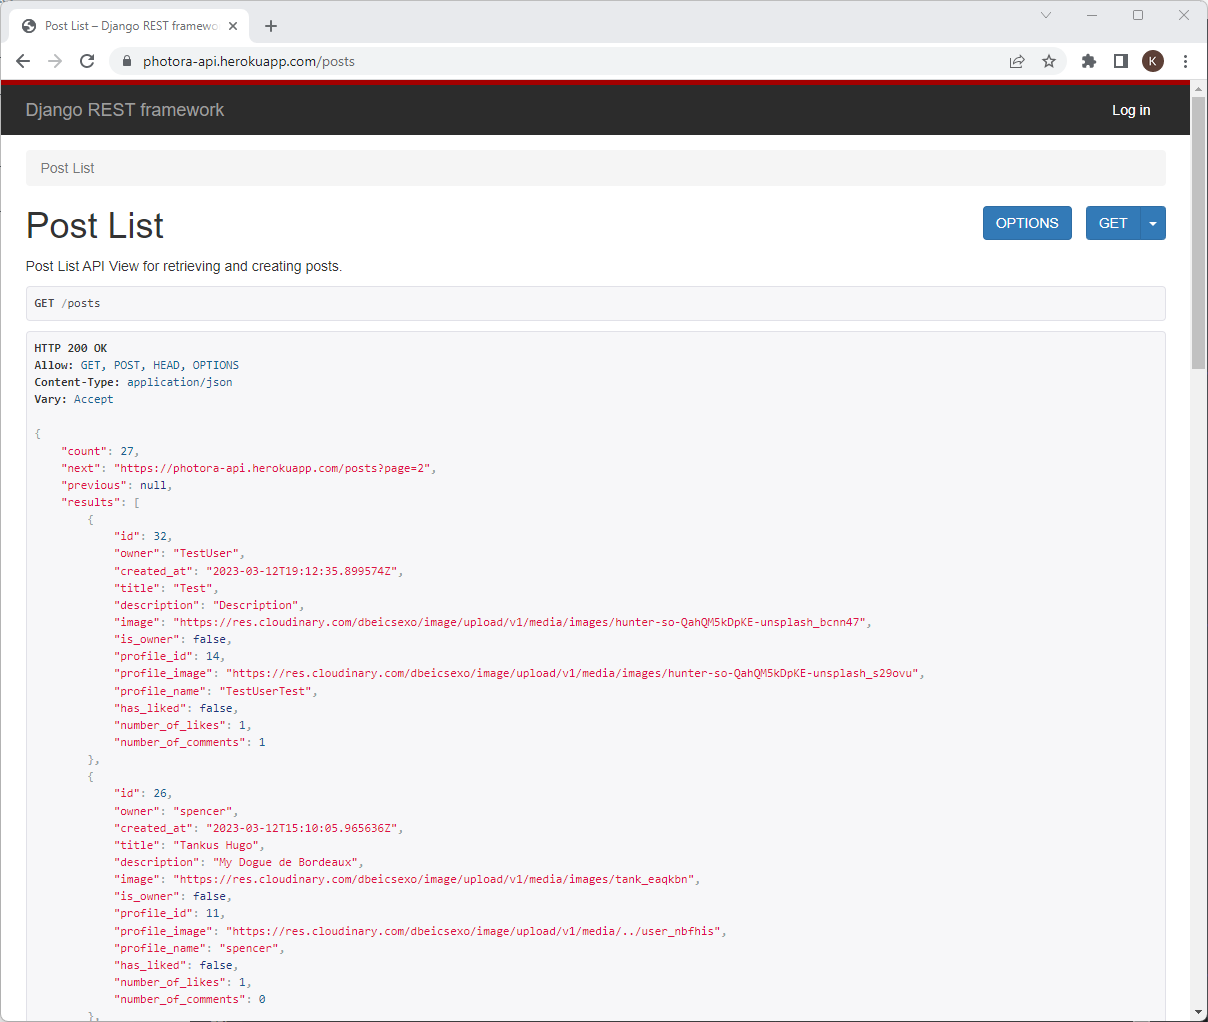 Post List – Django REST framewo
photora-api.herokuapp.com/posts
K
Django REST framework
Log in
Post List
Post List
OPTIONS
GET
Post List API View for retrieving and creating posts.
GET /posts
HTTP 200 OK
Allow: GET, POST, HEAD, OPTIONS
Content-Type: application/json
Vary: Accept
{
"count": 27,
"next": "https://photora-api.herokuapp.com/posts?page=2",
"previous": null,
"results": [
{
"id": 32,
"owner": "TestUser",
"created_at": "2023-03-12T19:12:35.899574Z",
"title": "Test",
"description": "Description",
"image": "https://res.cloudinary.com/dbeicsexo/image/upload/v1/media/images/hunter-so-QahQM5kDpKE-unsplash_bcnn47",
"is_owner": false,
"profile_id": 14,
"profile_image": "https://res.cloudinary.com/dbeicsexo/image/upload/v1/media/images/hunter-so-QahQM5kDpKE-unsplash_s29ovu",
"profile_name": "TestUserTest",
"has_liked": false,
"number_of_likes": 1,
"number_of_comments": 1
},
{
"id": 26,
"owner": "spencer",
"created_at": "2023-03-12T15:10:05.965636Z",
"title": "Tankus Hugo",
"description": "My Dogue de Bordeaux",
"image": "https://res.cloudinary.com/dbeicsexo/image/upload/v1/media/images/tank_eaqkbn",
"is_owner": false,
"profile_id": 11,
"profile_image": "https://res.cloudinary.com/dbeicsexo/image/upload/v1/media/../user_nbfhis",
"profile_name": "spencer",
"has_liked": false,
"number_of_likes": 1,
"number_of_comments": 0
},